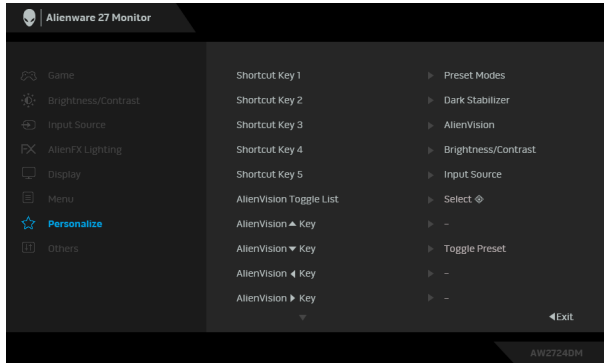 Alienware 27 Monitor
Game
Brightness/Contrast
Input Source
FX AlienFX Lighting
Display
Menu
Personalize
Others
Shortcut Key 1 Preset Modes
Shortcut Key 2 Dark Stabilizer
Shortcut Key 3 AlienVision
Shortcut Key 4 Brightness/Contrast
Shortcut Key 5 Input Source
AlienVision Toggle List Select
AlienVision ▲ Key –
AlienVision ▼ Key Toggle Preset
AlienVision ◀ Key –
AlienVision ▶ Key –
◀Exit
AW2724DM